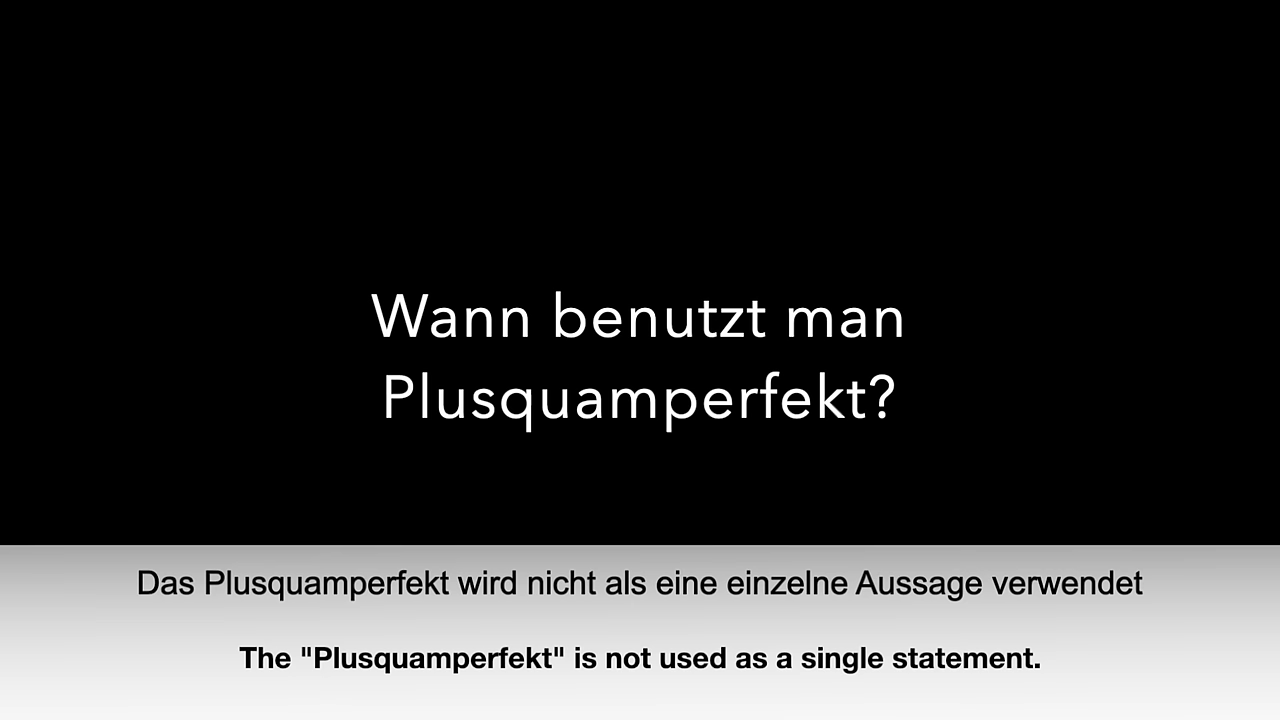 Wann benutzt man
Plusquamperfekt?
Das Plusquamperfekt wird nicht als eine einzelne Aussage verwendet
The "Plusquamperfekt" is not used as a single statement.